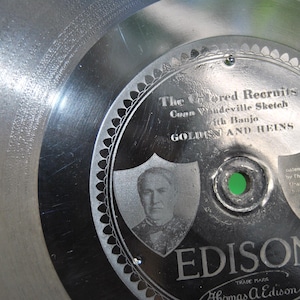 The Colored Recruits
Coon Vaudeville Sketch
with Banjo
GOLDEN AND HEINS
EDISON
TRADE MARK
Thomas A Edison